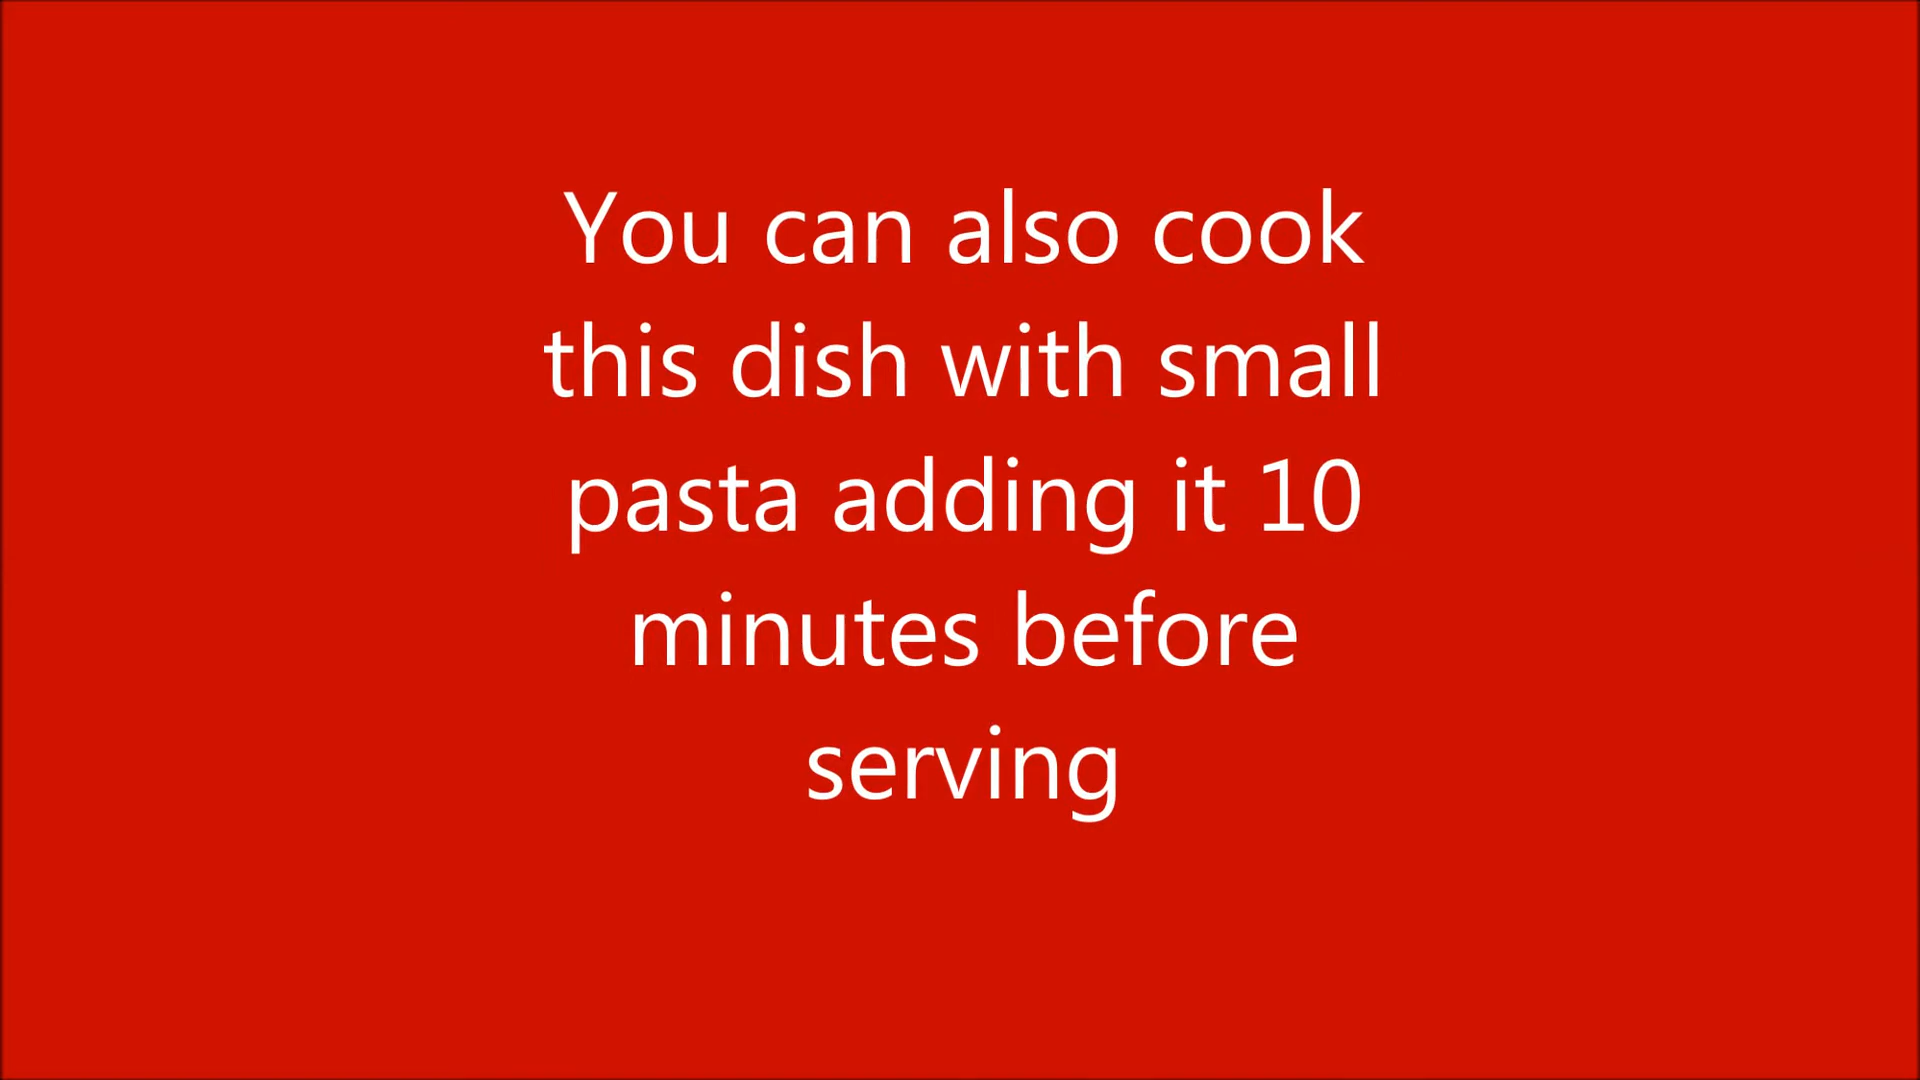 You can also cook
this dish with small
pasta adding it 10
minutes before
serving